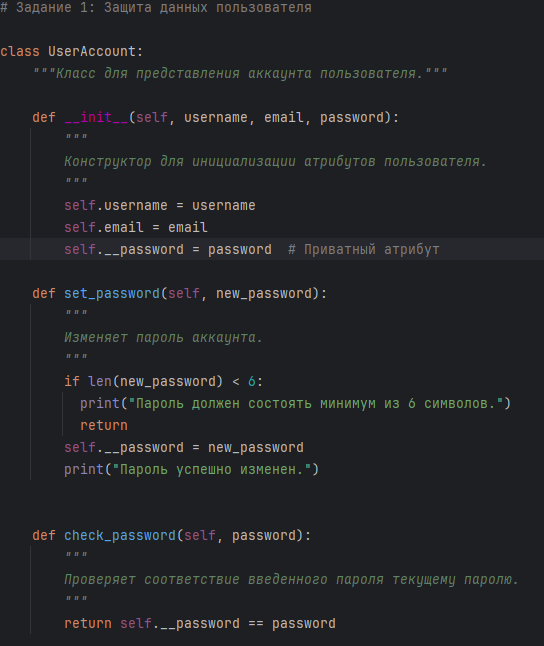 # Задание 1: Защита данных пользователя
class UserAccount:
"""Класс для представления аккаунта пользователя."""
def __init__(self, username, email, password):
"""
Конструктор для инициализации атрибутов пользователя.
"""
self.username = username
self.email = email
self.__password = password  # Приватный атрибут
def set_password(self, new_password):
"""
Изменяет пароль аккаунта.
"""
if len(new_password) < 6:
print("Пароль должен состоять минимум из 6 символов.")
return
self.__password = new_password
print("Пароль успешно изменен.")
def check_password(self, password):
"""
Проверяет соответствие введенного пароля текущему паролю.
"""
return self.__password == password